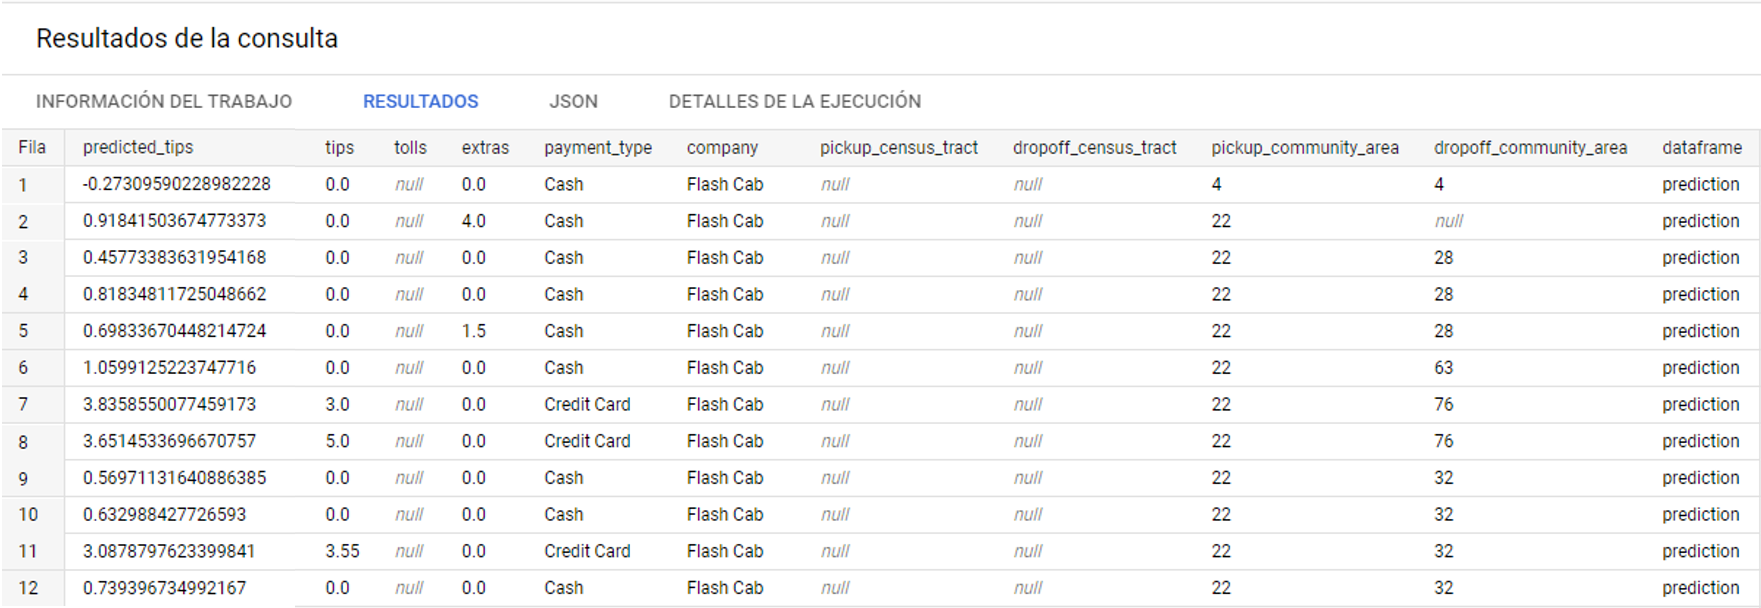 Resultados de la consulta
INFORMACIÓN DEL TRABAJO RESULTADOS JSON DETALLES DE LA EJECUCIÓN
Fila predicted_tips tips tolls extras payment_type company pickup_census_tract dropoff_census_tract pickup_community_area dropoff_community_area dataframe
1 -0.27309590228982228 0.0 null 0.0 Cash Flash Cab null null 4 4 prediction
2 0.91841503674773373 0.0 null 4.0 Cash Flash Cab null null 22 null prediction
3 0.45773383631954168 0.0 null 0.0 Cash Flash Cab null null 22 28 prediction
4 0.81834811725048662 0.0 null 0.0 Cash Flash Cab null null 22 28 prediction
5 0.69833670448214724 0.0 null 1.5 Cash Flash Cab null null 22 28 prediction
6 1.0599125223747716 0.0 null 0.0 Cash Flash Cab null null 22 63 prediction
7 3.8358550077459173 3.0 null 0.0 Credit Card Flash Cab null null 22 76 prediction
8 3.6514533696670757 5.0 null 0.0 Credit Card Flash Cab null null 22 76 prediction
9 0.56971131640886385 0.0 null 0.0 Cash Flash Cab null null 22 32 prediction
10 0.632988427726593 0.0 null 0.0 Cash Flash Cab null null 22 32 prediction
11 3.0878797623399841 3.55 null 0.0 Credit Card Flash Cab null null 22 32 prediction
12 0.739396734992167 0.0 null 0.0 Cash Flash Cab null null 22 32 prediction